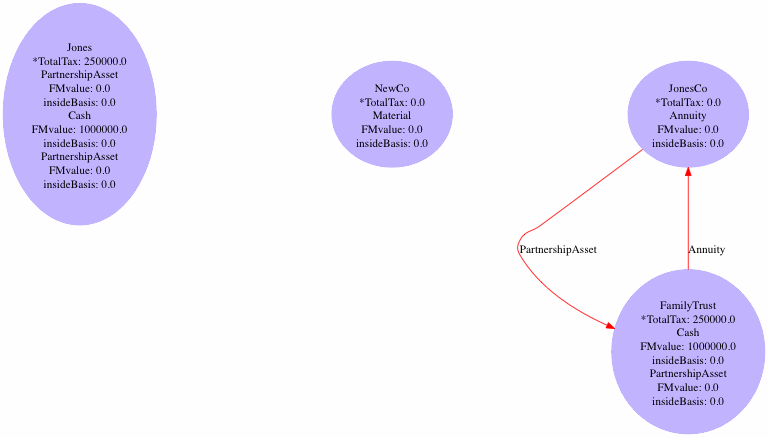 Jones
*TotalTax: 250000.0
PartnershipAsset
FMvalue: 0.0
insideBasis: 0.0
Cash
FMvalue: 1000000.0
insideBasis: 0.0
PartnershipAsset
FMvalue: 0.0
insideBasis: 0.0
NewCo
*TotalTax: 0.0
Material
FMvalue: 0.0
insideBasis: 0.0
JonesCo
*TotalTax: 0.0
Annuity
FMvalue: 0.0
insideBasis: 0.0
PartnershipAsset
Annuity
FamilyTrust
*TotalTax: 250000.0
Cash
FMvalue: 1000000.0
insideBasis: 0.0
PartnershipAsset
FMvalue: 0.0
insideBasis: 0.0